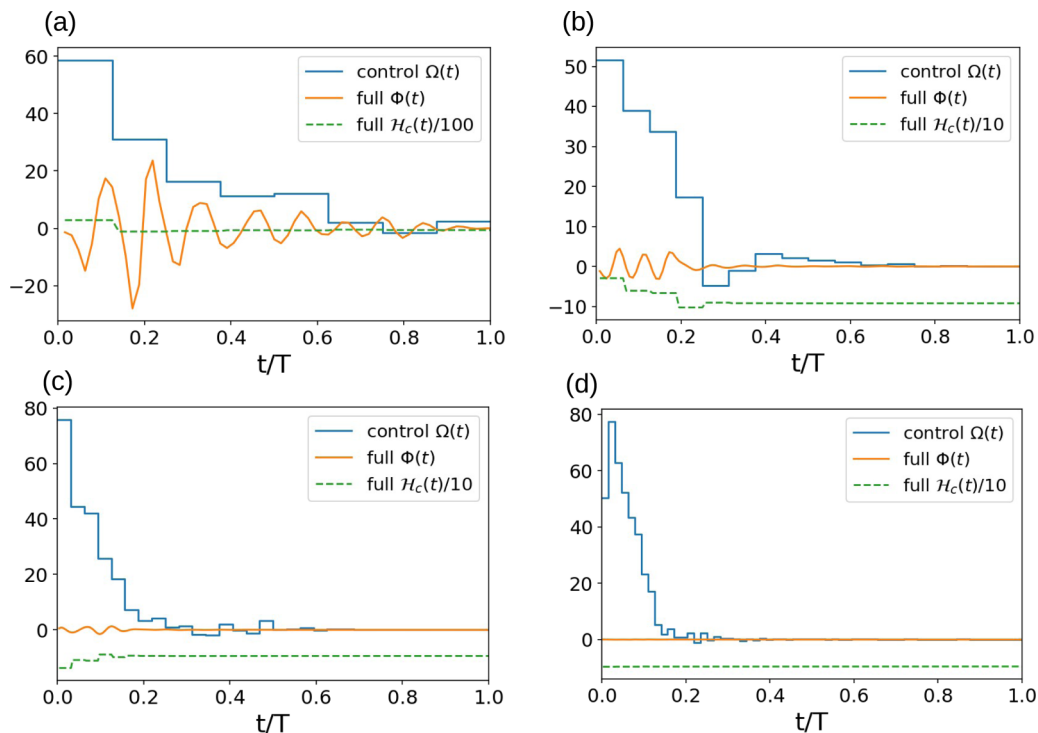 (a)
60
40
20
0
−20
0.0 0.2 0.4 0.6 0.8 1.0
t/T
control Ω(t)
full Φ(t)
full ℋc(t)/100
(b)
50
40
30
20
10
0
−10
0.0 0.2 0.4 0.6 0.8 1.0
t/T
control Ω(t)
full Φ(t)
full ℋc(t)/10
(c)
80
60
40
20
0
0.0 0.2 0.4 0.6 0.8 1.0
t/T
control Ω(t)
full Φ(t)
full ℋc(t)/10
(d)
80
60
40
20
0
0.0 0.2 0.4 0.6 0.8 1.0
t/T
control Ω(t)
full Φ(t)
full ℋc(t)/10